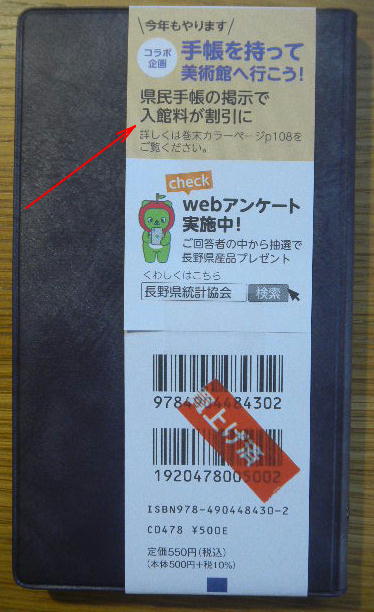 今年もやります
コラボ
企画
手帳を持って
美術館へ行こう!
県民手帳の掲示で
入館料が割引に
詳しくは巻末カラーページp108を
ご覧ください。
check
webアンケート
実施中!
ご回答者の中から抽選で
長野県産品プレゼント
くわしくはこちら
長野県統計協会 検索
9784904484302
買上げ済
1920478005002
ISBN978-490448430-2
C0478 ¥500E
定価550円(税込)
(本体500円+税10%)